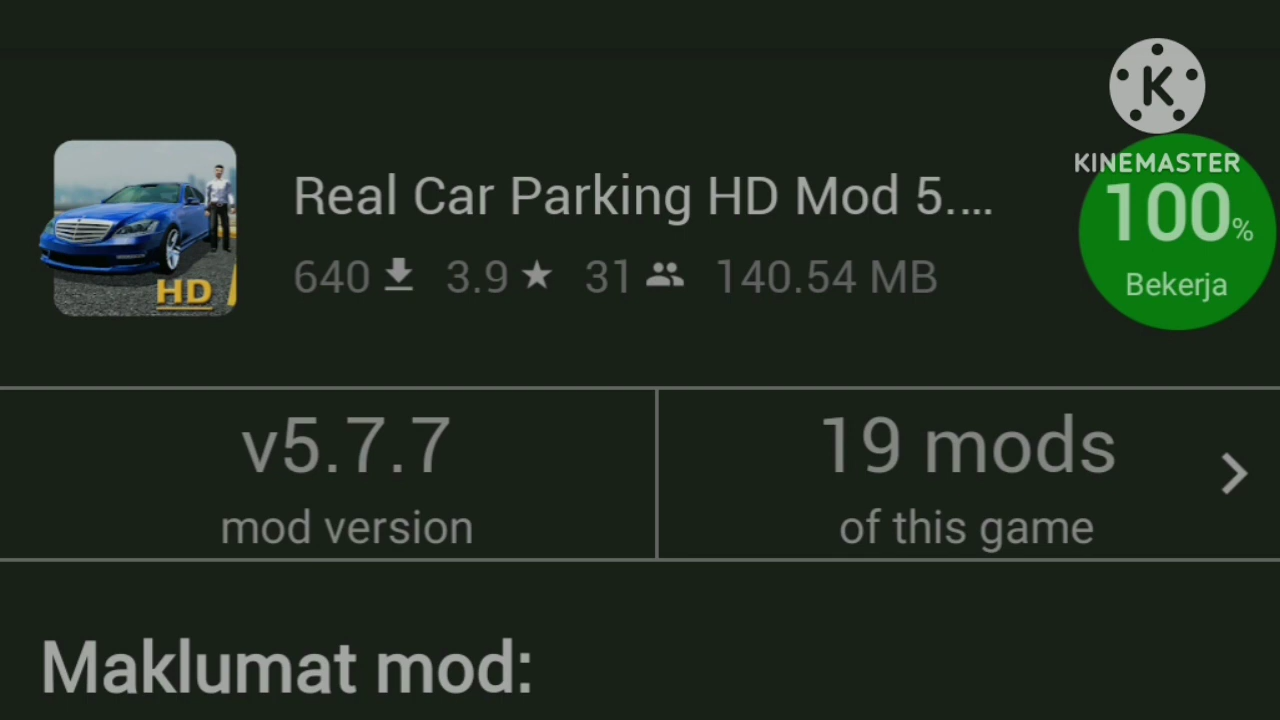 KINEMASTER
Real Car Parking HD Mod 5....
640 3.9 31 140.54 MB
100%
Bekerja
HD
v5.7.7
mod version
19 mods
of this game
Maklumat mod: